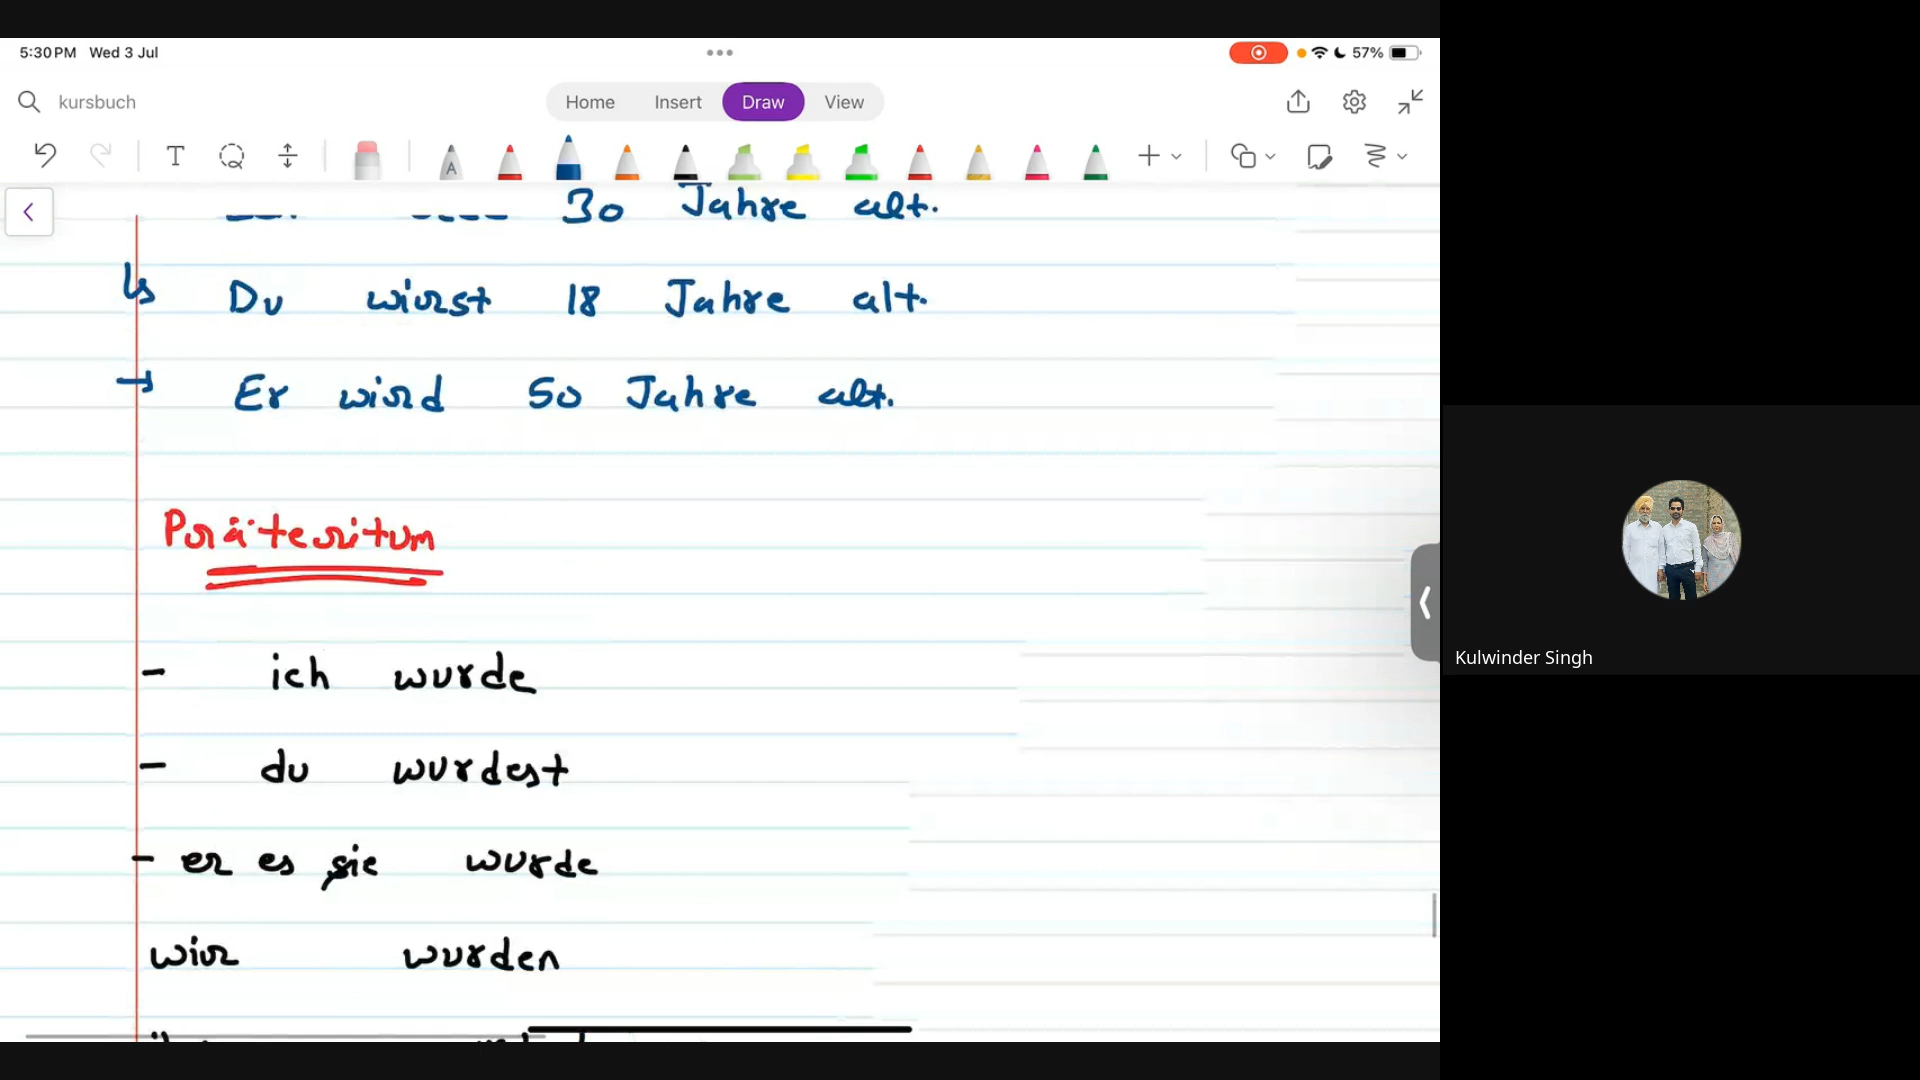 5:30 PM Wed 3 Jul
57%
kursbuch
Home Insert Draw View
T A
30 Jahre alt.
Du wirst 18 Jahre alt.
→ Er wird 50 Jahre alt.
Präteritum
- ich wurde
- du wurdest
- er es sie wurde
wir wurden
Kulwinder Singh